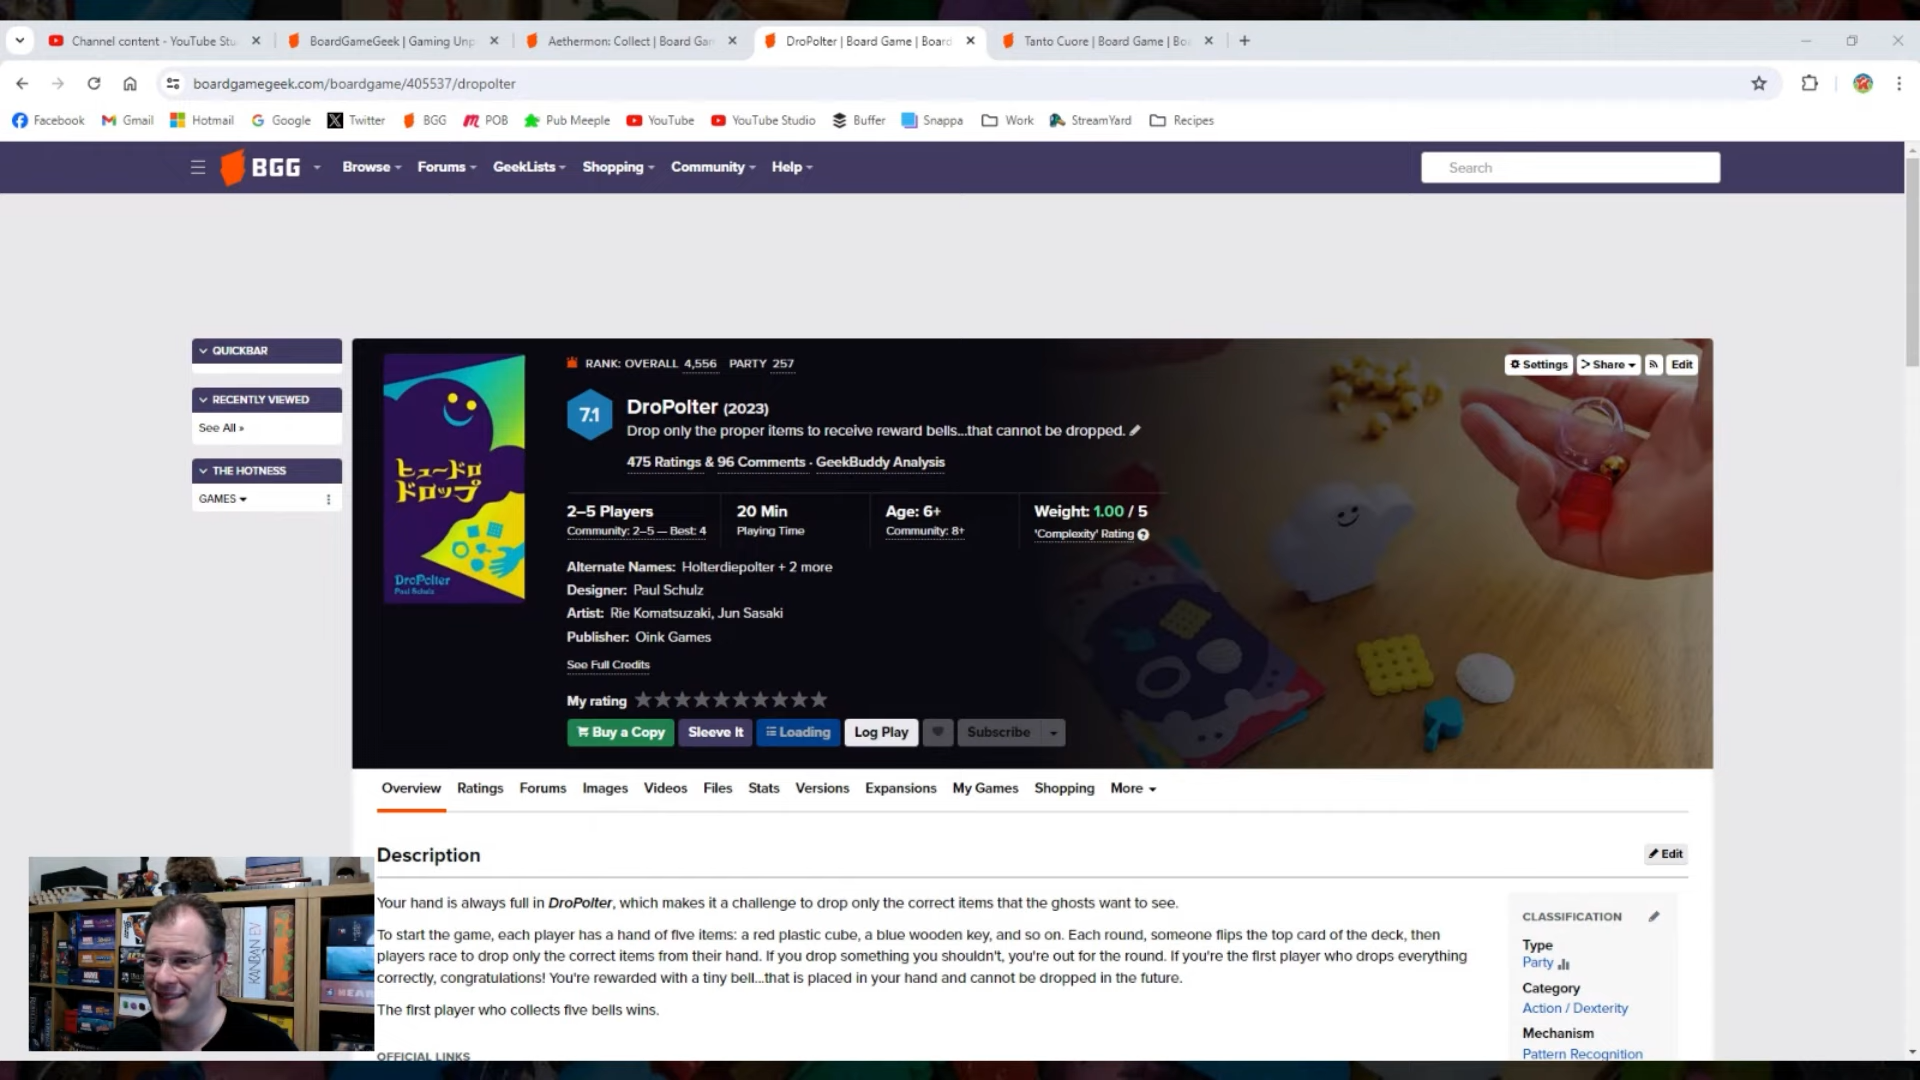 Channel content - YouTube Stu
BoardGameGeek | Gaming Unp
Aethermon: Collect | Board Gam
DroPolter | Board Game | Board
Tanto Cuore | Board Game | Bo
boardgamegeek.com/boardgame/405537/dropolter
Facebook Gmail Hotmail Google Twitter BGG POB Pub Meeple YouTube YouTube Studio Buffer Snappa Work StreamYard Recipes
BGG Browse Forums GeekLists Shopping Community Help Search
QUICKBAR
RECENTLY VIEWED
See All »
THE HOTNESS
GAMES
RANK: OVERALL 4,556 PARTY 257
Settings Share Edit
7.1
DroPolter (2023)
Drop only the proper items to receive reward bells...that cannot be dropped.
475 Ratings & 96 Comments · GeekBuddy Analysis
ヒュ〜ドロ
ドロップ
DroPolter
Paul Schulz
2–5 Players
Community: 2–5 — Best: 4
20 Min
Playing Time
Age: 6+
Community: 8+
Weight: 1.00 / 5
'Complexity' Rating
Alternate Names: Holterdiepolter + 2 more
Designer: Paul Schulz
Artist: Rie Komatsuzaki, Jun Sasaki
Publisher: Oink Games
See Full Credits
My rating
Buy a Copy Sleeve It Loading Log Play Subscribe
Overview Ratings Forums Images Videos Files Stats Versions Expansions My Games Shopping More
Description
Edit
Your hand is always full in DroPolter, which makes it a challenge to drop only the correct items that the ghosts want to see.
To start the game, each player has a hand of five items: a red plastic cube, a blue wooden key, and so on. Each round, someone flips the top card of the deck, then
players race to drop only the correct items from their hand. If you drop something you shouldn't, you're out for the round. If you're the first player who drops everything
correctly, congratulations! You're rewarded with a tiny bell...that is placed in your hand and cannot be dropped in the future.
The first player who collects five bells wins.
OFFICIAL LINKS
CLASSIFICATION
Type
Party
Category
Action / Dexterity
Mechanism
Pattern Recognition
KANBAN EV